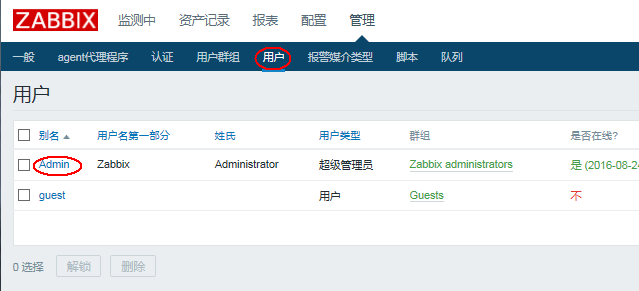 ZABBIX 监测中 资产记录 报表 配置 管理
一般 agent代理程序 认证 用户群组 用户 报警媒介类型 脚本 队列
用户
别名 用户名第一部分 姓氏 用户类型 群组 是否在线?
Admin Zabbix Administrator 超级管理员 Zabbix administrators 是 (2016-08-24
guest 用户 Guests 不
0 选择 解锁 删除